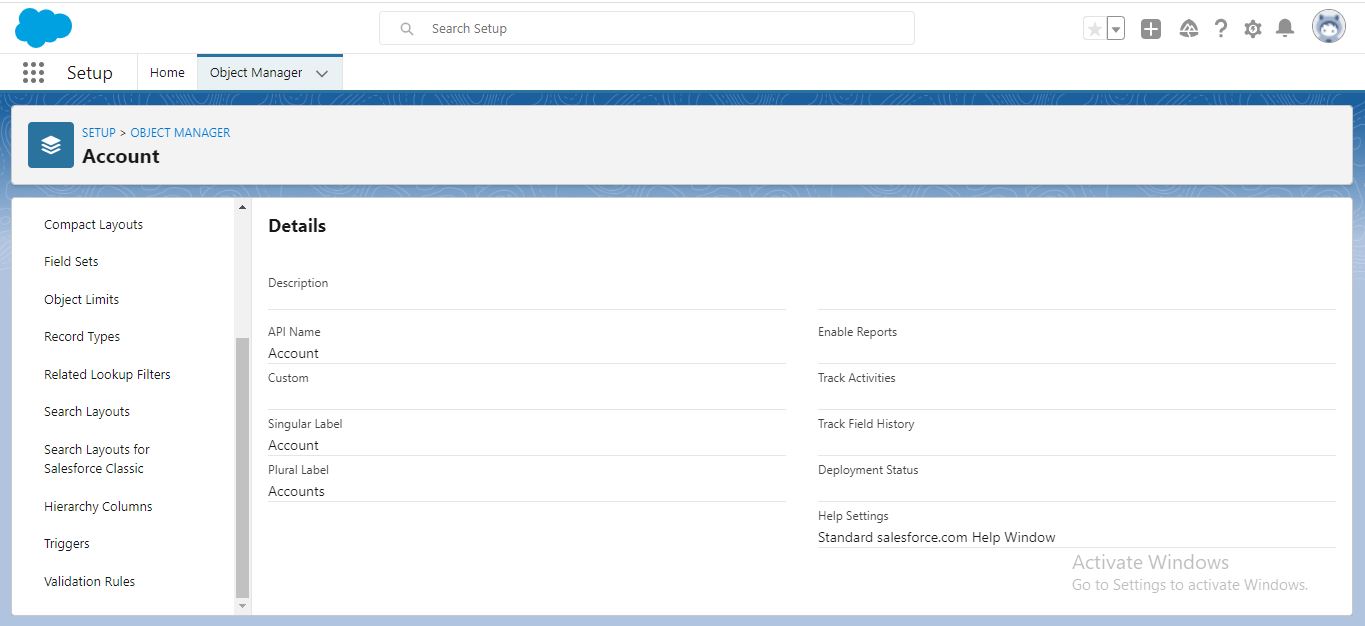 Search Setup
Setup
Home
Object Manager
SETUP > OBJECT MANAGER
Account
Compact Layouts
Field Sets
Object Limits
Record Types
Related Lookup Filters
Search Layouts
Search Layouts for
Salesforce Classic
Hierarchy Columns
Triggers
Validation Rules
Details
Description
API Name
Account
Custom
Singular Label
Account
Plural Label
Accounts
Enable Reports
Track Activities
Track Field History
Deployment Status
Help Settings
Standard salesforce.com Help Window
Activate Windows
Go to Settings to activate Windows.